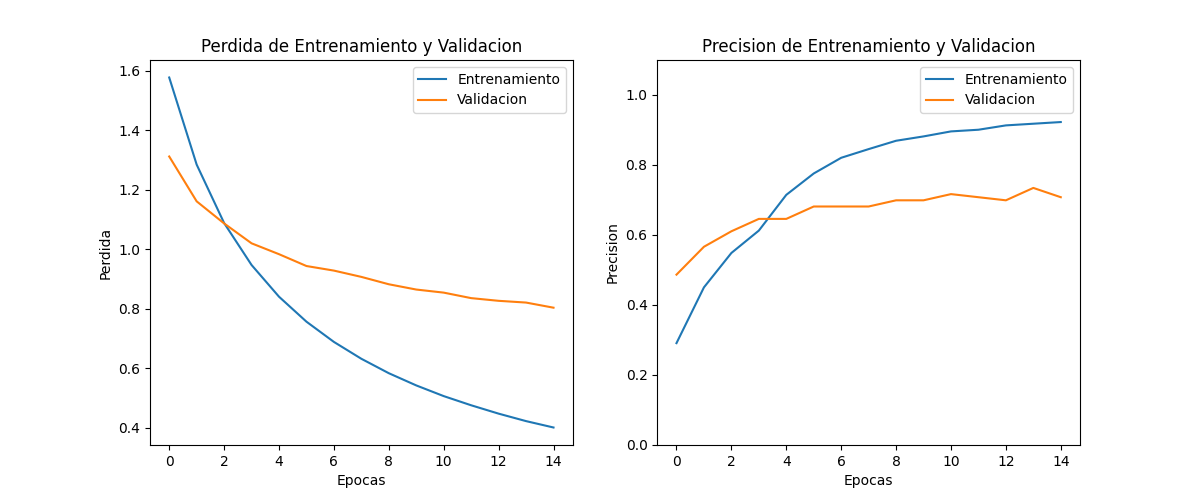 Perdida de Entrenamiento y Validacion
Entrenamiento
Validacion
1.6
1.4
1.2
1.0
0.8
0.6
0.4
Perdida
0 2 4 6 8 10 12 14
Epocas
Precision de Entrenamiento y Validacion
Entrenamiento
Validacion
1.0
0.8
0.6
0.4
0.2
0.0
Precision
0 2 4 6 8 10 12 14
Epocas